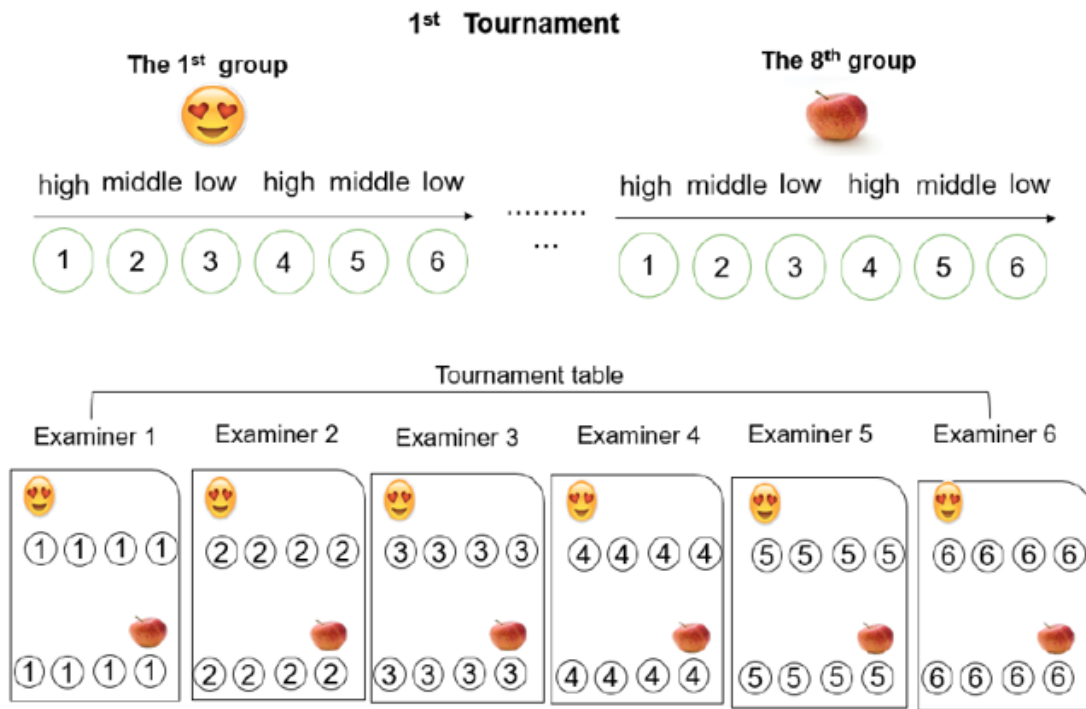 1st Tournament
The 1st group The 8th group
high middle low high middle low high middle low high middle low
......... ...
1 2 3 4 5 6 1 2 3 4 5 6
Tournament table
Examiner 1 Examiner 2 Examiner 3 Examiner 4 Examiner 5 Examiner 6
1 1 1 1 2 2 2 2 3 3 3 3 4 4 4 4 5 5 5 5 6 6 6 6
1 1 1 1 2 2 2 2 3 3 3 3 4 4 4 4 5 5 5 5 6 6 6 6